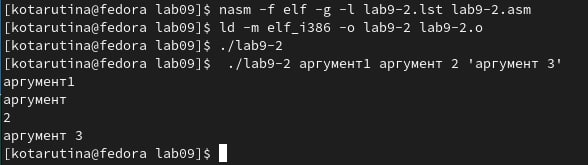 [kotarutina@fedora lab09]$ nasm -f elf -g -l lab9-2.lst lab9-2.asm
[kotarutina@fedora lab09]$ ld -m elf_i386 -o lab9-2 lab9-2.o
[kotarutina@fedora lab09]$ ./lab9-2
[kotarutina@fedora lab09]$  ./lab9-2 аргумент1 аргумент 2 'аргумент 3'
аргумент1
аргумент
2
аргумент 3
[kotarutina@fedora lab09]$